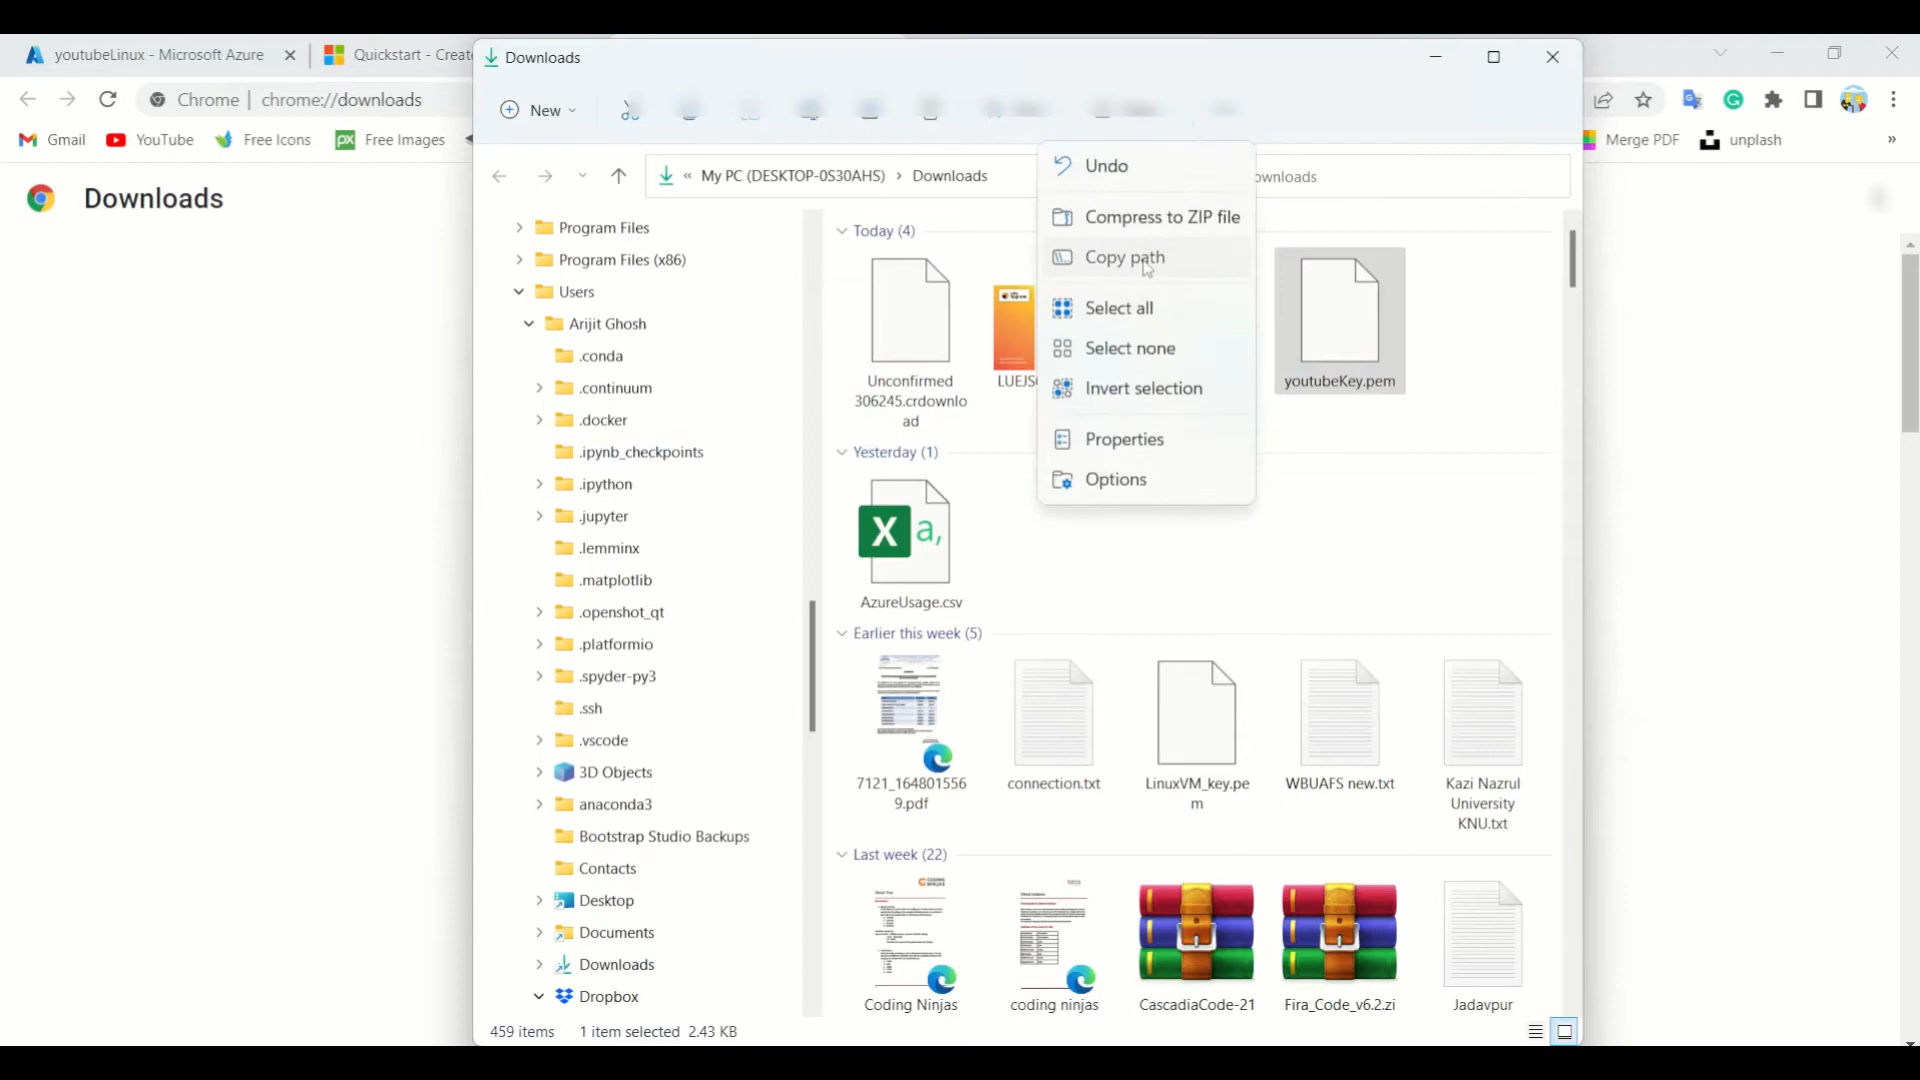 youtubeLinux - Microsoft Azure
Quickstart - Create
Downloads
Chrome | chrome://downloads
New
Gmail
YouTube
Free Icons
Free Images
Merge PDF
unplash
»
Downloads
« My PC (DESKTOP-0S30AHS) > Downloads
ownloads
Program Files
Program Files (x86)
Users
Arijit Ghosh
.conda
.continuum
.docker
.ipynb_checkpoints
.ipython
.jupyter
.lemminx
.matplotlib
.openshot_qt
.platformio
.spyder-py3
.ssh
.vscode
3D Objects
anaconda3
Bootstrap Studio Backups
Contacts
Desktop
Documents
Downloads
Dropbox
Undo
Compress to ZIP file
Copy path
Select all
Select none
Invert selection
Properties
Options
Today (4)
Unconfirmed
306245.crdownlo
ad
LUEJS
youtubeKey.pem
Yesterday (1)
X a,
AzureUsage.csv
Earlier this week (5)
7121_164801556
9.pdf
connection.txt
LinuxVM_key.pe
m
WBUAFS new.txt
Kazi Nazrul
University
KNU.txt
Last week (22)
CODING
NINJAS
Coding Ninjas
coding ninjas
CascadiaCode-21
Fira_Code_v6.2.zi
Jadavpur
459 items
1 item selected 2.43 KB